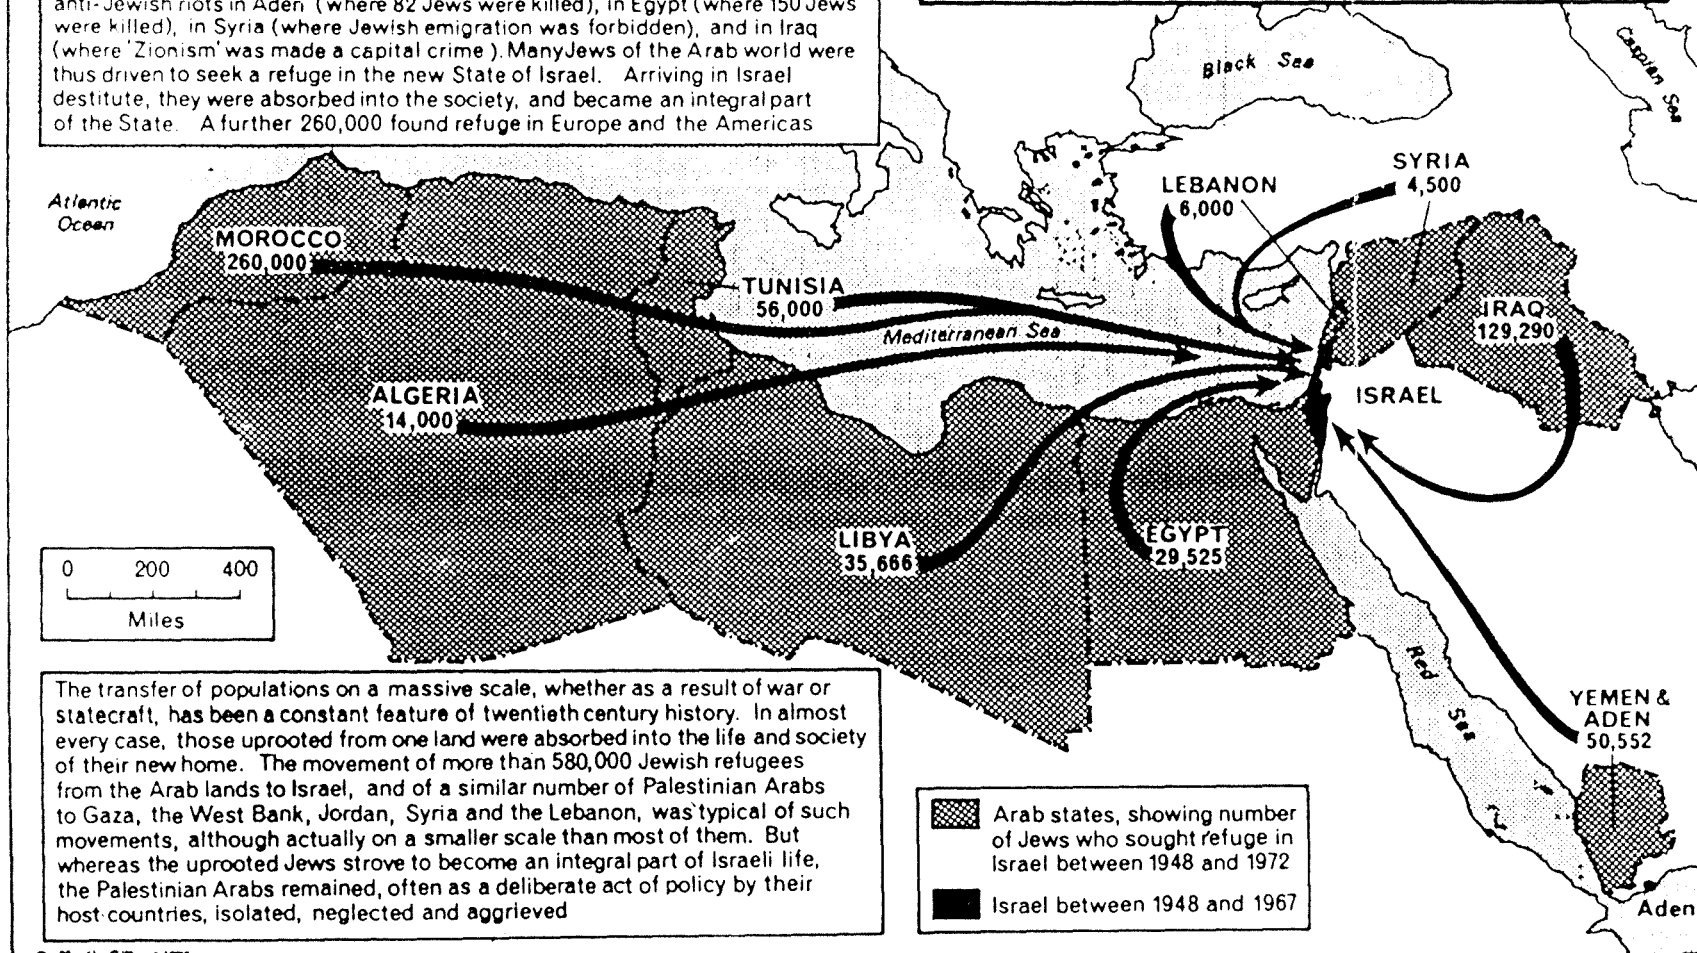 anti-Jewish riots in Aden (where 82 Jews were killed), in Egypt (where 150 Jews
were killed), in Syria (where Jewish emigration was forbidden), and in Iraq
(where 'Zionism' was made a capital crime). Many Jews of the Arab world were
thus driven to seek a refuge in the new State of Israel. Arriving in Israel
destitute, they were absorbed into the society, and became an integral part
of the State. A further 260,000 found refuge in Europe and the Americas
Black Sea
Caspian Sea
Atlantic
Ocean
SYRIA
4,500
LEBANON
6,000
MOROCCO
260,000
TUNISIA
56,000
IRAQ
129,290
Mediterranean Sea
ALGERIA
14,000
ISRAEL
LIBYA
35,666
EGYPT
29,525
0 200 400
Miles
Red Sea
YEMEN &
ADEN
50,552
Aden
The transfer of populations on a massive scale, whether as a result of war or
statecraft, has been a constant feature of twentieth century history. In almost
every case, those uprooted from one land were absorbed into the life and society
of their new home. The movement of more than 580,000 Jewish refugees
from the Arab lands to Israel, and of a similar number of Palestinian Arabs
to Gaza, the West Bank, Jordan, Syria and the Lebanon, was typical of such
movements, although actually on a smaller scale than most of them. But
whereas the uprooted Jews strove to become an integral part of Israeli life,
the Palestinian Arabs remained, often as a deliberate act of policy by their
host countries, isolated, neglected and aggrieved
Arab states, showing number
of Jews who sought refuge in
Israel between 1948 and 1972
Israel between 1948 and 1967